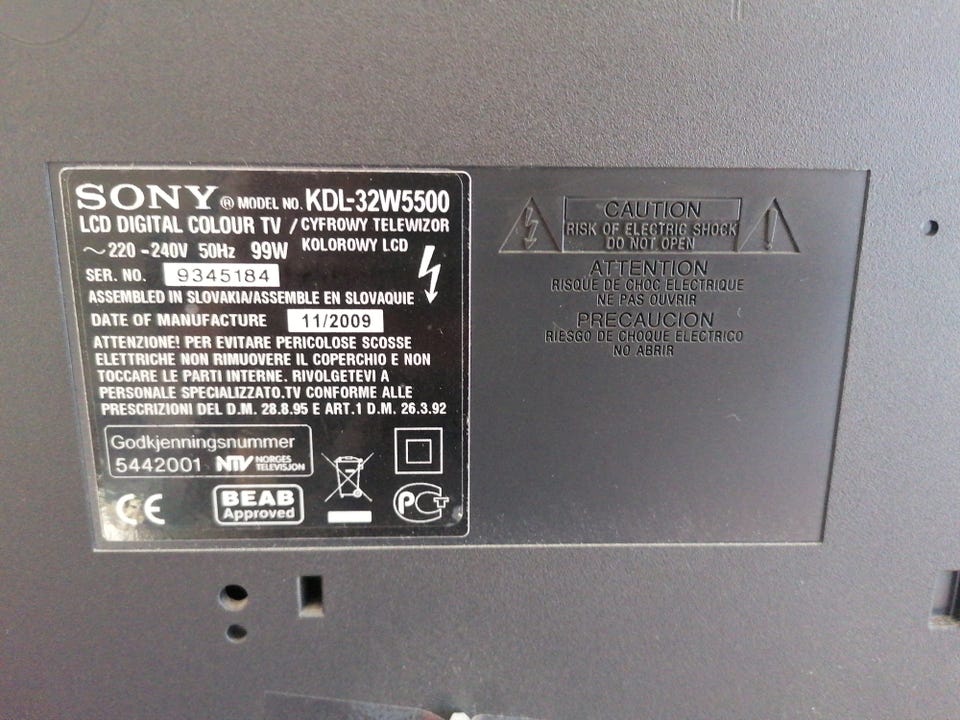 SONY® MODEL NO. KDL-32W5500
LCD DIGITAL COLOUR TV / CYFROWY TELEWIZOR
~220-240V 50Hz 99W KOLOROWY LCD
SER. NO. 9345184
ASSEMBLED IN SLOVAKIA/ASSEMBLE EN SLOVAQUIE
DATE OF MANUFACTURE 11/2009
ATTENZIONE! PER EVITARE PERICOLOSE SCOSSE
ELETTRICHE NON RIMUOVERE IL COPERCHIO E NON
TOCCARE LE PARTI INTERNE. RIVOLGETEVI A
PERSONALE SPECIALIZZATO.TV CONFORME ALLE
PRESCRIZIONI DEL D.M. 28.8.95 E ART.1 D.M. 26.3.92
Godkjenningsnummer
5442001 NTV NORGES
TELEVISJON
CE
BEAB
Approved
PCT
CAUTION
RISK OF ELECTRIC SHOCK
DO NOT OPEN
ATTENTION
RISQUE DE CHOC ELECTRIQUE
NE PAS OUVRIR
PRECAUCION
RIESGO DE CHOQUE ELECTRICO
NO ABRIR